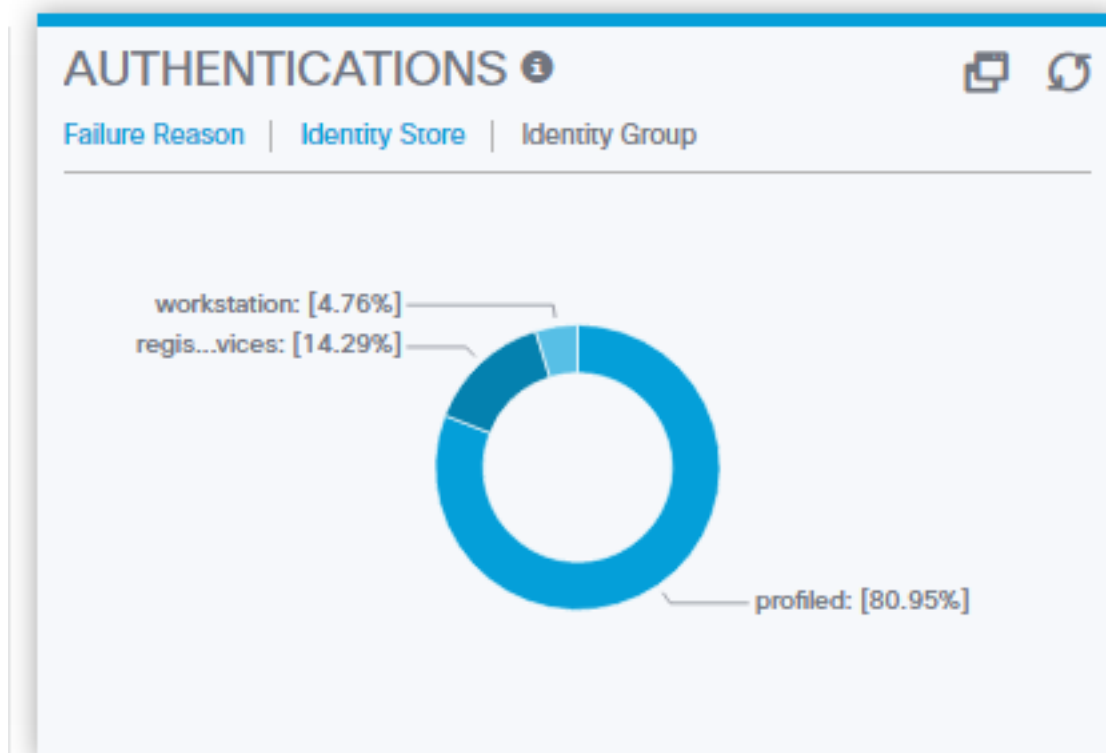 AUTHENTICATIONS
Failure Reason | Identity Store | Identity Group
workstation: [4.76%]
regis...vices: [14.29%]
profiled: [80.95%]